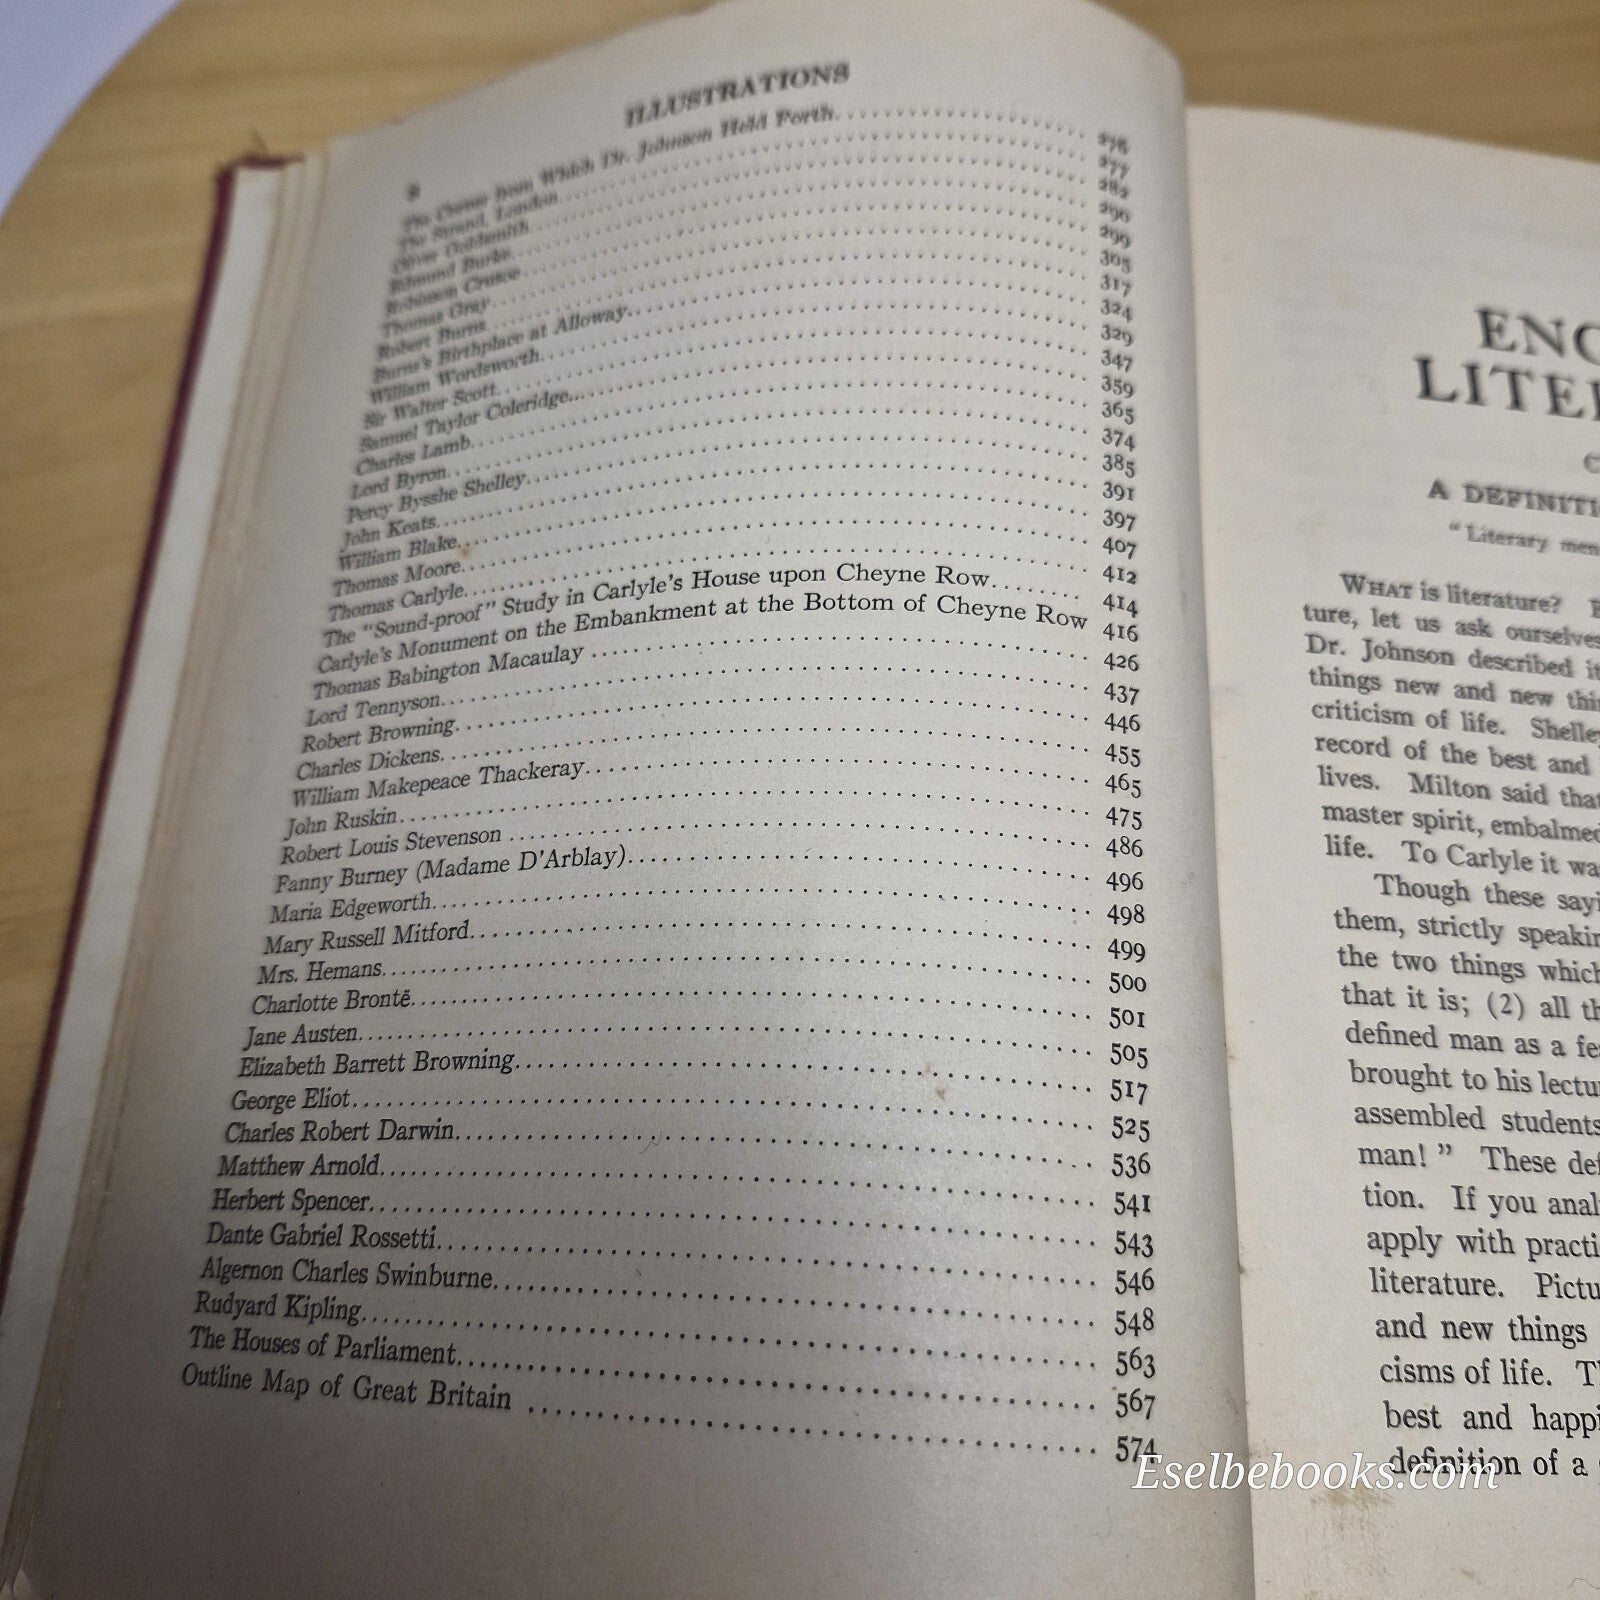 ILLUSTRATIONS
The Corner from Which Dr. Johnson Held Forth 276
The Strand, London 277
Oliver Goldsmith 282
Edmund Burke 290
Robinson Crusoe 299
Thomas Gray 305
Robert Burns 317
Burns's Birthplace at Alloway 324
William Wordsworth 329
Sir Walter Scott 347
Samuel Taylor Coleridge 359
Charles Lamb 365
Lord Byron 374
Percy Bysshe Shelley 385
John Keats 391
William Blake 397
Thomas Moore 407
Thomas Carlyle 412
The "Sound-proof" Study in Carlyle's House upon Cheyne Row 414
Carlyle's Monument on the Embankment at the Bottom of Cheyne Row 416
Thomas Babington Macaulay 426
Lord Tennyson 437
Robert Browning 446
Charles Dickens 455
William Makepeace Thackeray 465
John Ruskin 475
Robert Louis Stevenson 486
Fanny Burney (Madame D'Arblay) 496
Maria Edgeworth 498
Mary Russell Mitford 499
Mrs. Hemans 500
Charlotte Brontë 501
Jane Austen 505
Elizabeth Barrett Browning 517
George Eliot 525
Charles Robert Darwin 536
Matthew Arnold 541
Herbert Spencer 543
Dante Gabriel Rossetti 546
Algernon Charles Swinburne 548
Rudyard Kipling 563
The Houses of Parliament 567
Outline Map of Great Britain 574
ENG
LITER
A DEFINITI
"Literary men
WHAT is literature?
ture, let us ask ourselves
Dr. Johnson described it
things new and new thin
criticism of life. Shelley
record of the best and
lives. Milton said that
master spirit, embalmed
life. To Carlyle it wa
Though these sayi
them, strictly speakin
the two things which
that it is; (2) all th
defined man as a fe
brought to his lectu
assembled students
man!" These def
tion. If you anal
apply with practi
literature. Pictu
and new things
cisms of life. T
best and happi
definition of a
Eselbebooks.com